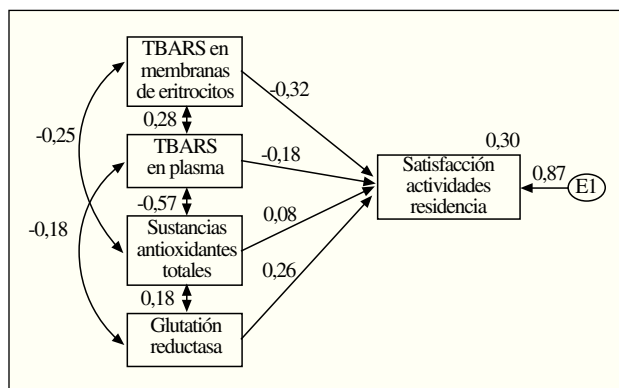 TBARS en
membranas
de eritrocitos
-0,32
0,28
-0,25
TBARS
en plasma
-0,18
0,30
Satisfacción
actividades
residencia
0,87
E1
-0,57
-0,18
Sustancias
antioxidantes
totales
0,08
0,26
0,18
Glutatión
reductasa